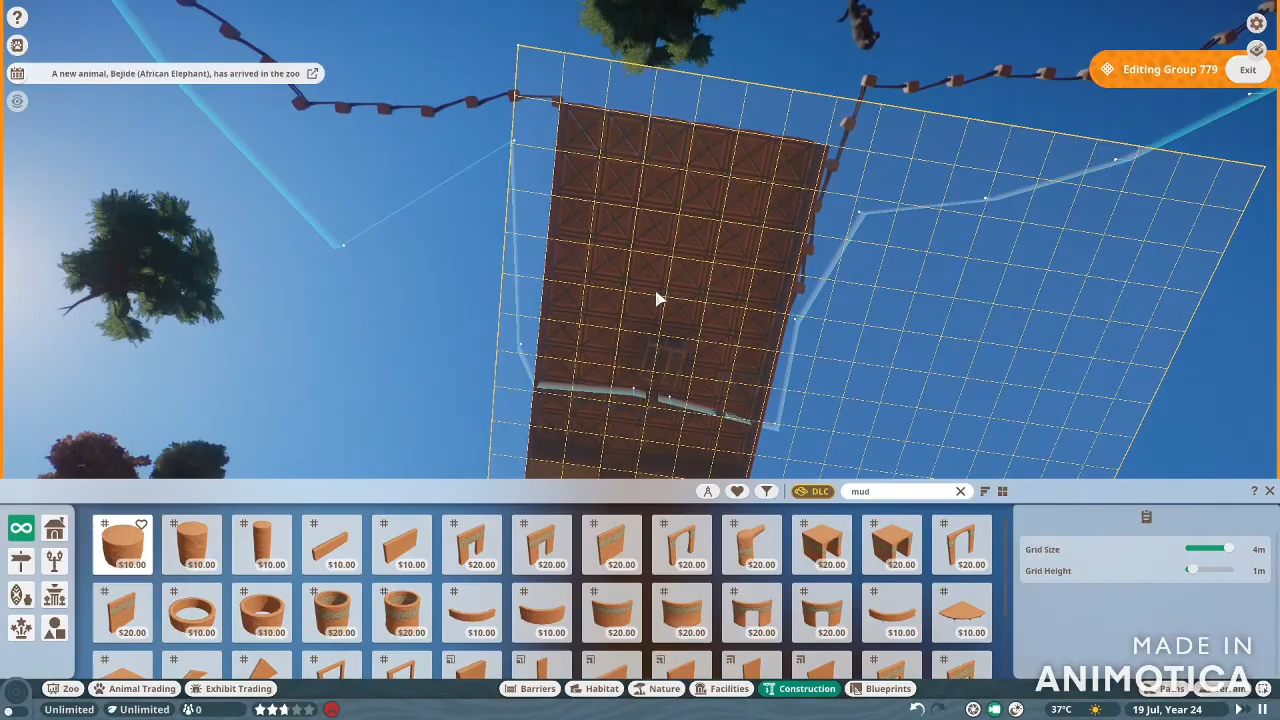 ?
A new animal, Bejide (African Elephant), has arrived in the zoo
Editing Group 779
Exit
DLC
mud
?
$10.00 $10.00 $10.00 $10.00 $10.00 $20.00 $20.00 $20.00 $20.00 $20.00 $20.00 $20.00 $20.00
$20.00 $10.00 $10.00 $20.00 $20.00 $10.00 $10.00 $20.00 $20.00 $20.00 $20.00 $10.00 $10.00
Grid Size 4m
Grid Height 1m
MADE IN
ANIMOTICA
Zoo Animal Trading Exhibit Trading Barriers Habitat Nature Facilities Construction Blueprints Paths
Unlimited Unlimited 0 37°C 19 Jul, Year 24